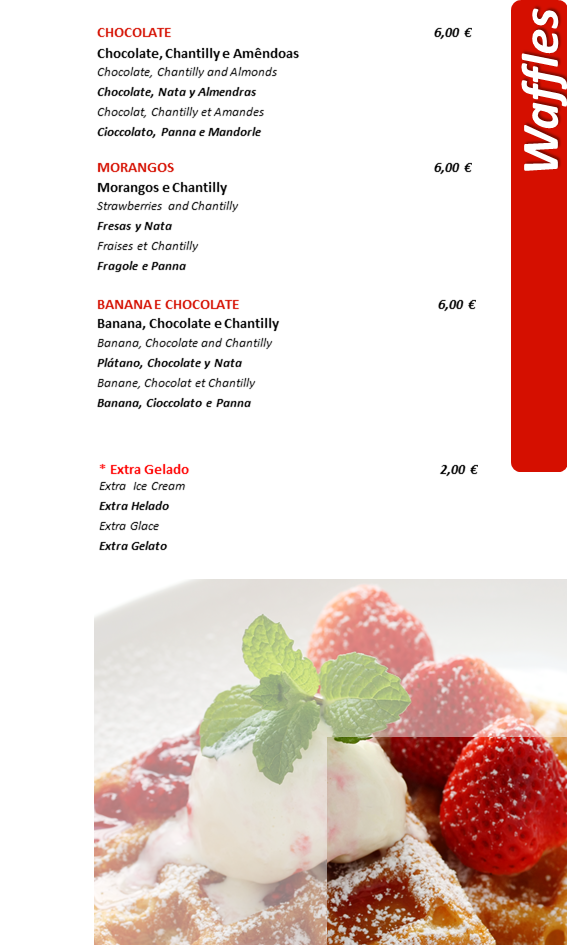 Waffles
CHOCOLATE 6,00 €
Chocolate, Chantilly e Amêndoas
Chocolate, Chantilly and Almonds
Chocolate, Nata y Almendras
Chocolat, Chantilly et Amandes
Cioccolato, Panna e Mandorle
MORANGOS 6,00 €
Morangos e Chantilly
Strawberries and Chantilly
Fresas y Nata
Fraises et Chantilly
Fragole e Panna
BANANA E CHOCOLATE 6,00 €
Banana, Chocolate e Chantilly
Banana, Chocolate and Chantilly
Plátano, Chocolate y Nata
Banane, Chocolat et Chantilly
Banana, Cioccolato e Panna
* Extra Gelado 2,00 €
Extra Ice Cream
Extra Helado
Extra Glace
Extra Gelato